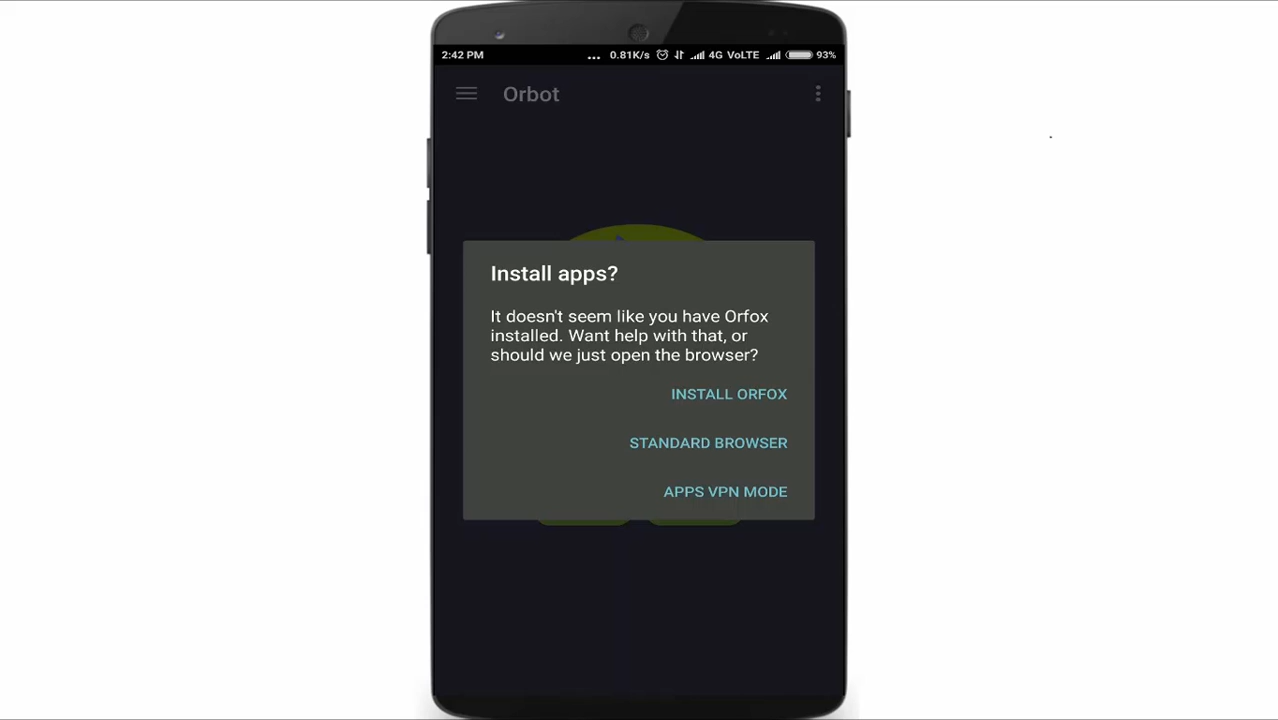 2:42 PM ... 0.81K/s 4G VoLTE 93%
Orbot
Install apps?
It doesn't seem like you have Orfox
installed. Want help with that, or
should we just open the browser?
INSTALL ORFOX
STANDARD BROWSER
APPS VPN MODE